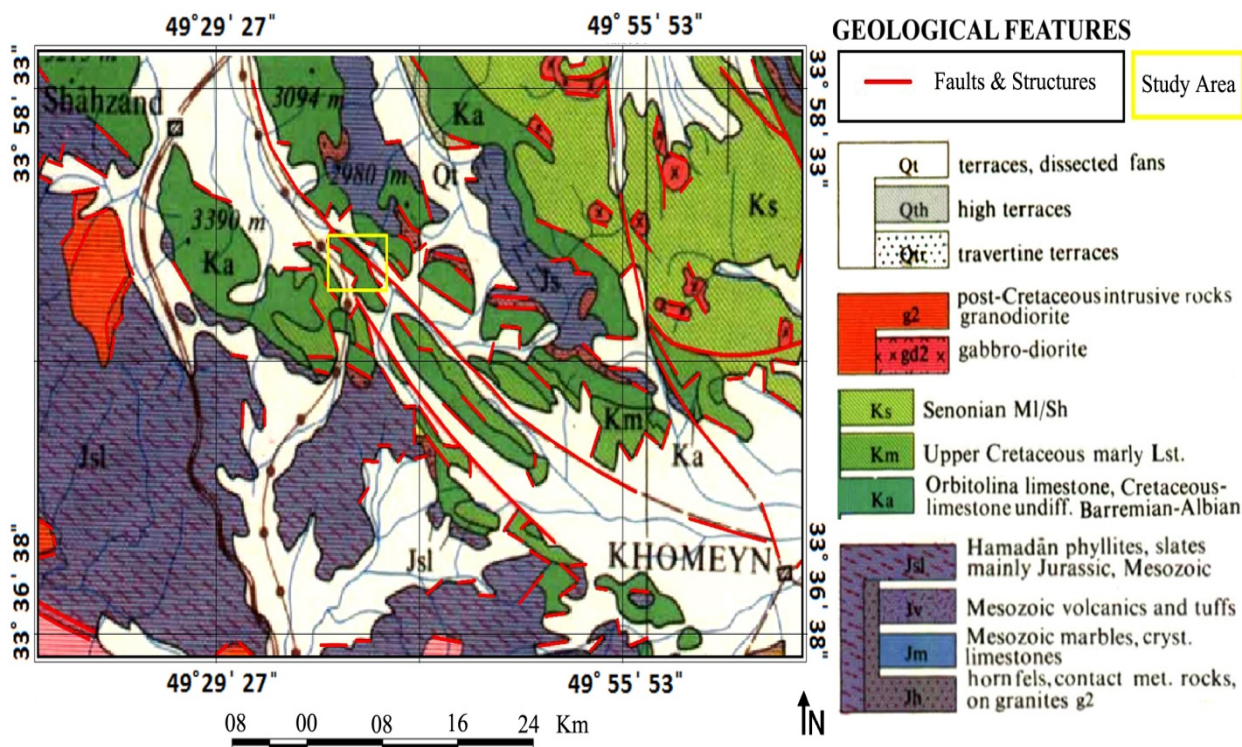 49° 29' 27"
49° 55' 53"
33° 58' 33"
33° 58' 33"
3213 m
Shāhzand
3094 m
Ka
2980 m
Qt
3390 m
Ka
Ks
Js
Km
Ka
Jsl
Jsl
KHOMEYN
33° 36' 38"
33° 36' 38"
49° 29' 27"
49° 55' 53"
08 00 08 16 24 Km
N
GEOLOGICAL FEATURES
Faults & Structures
Study Area
Qt terraces, dissected fans
Qth high terraces
Qtr travertine terraces
post-Cretaceous intrusive rocks
g2 granodiorite
gd2 gabbro-diorite
Ks Senonian Ml/Sh
Km Upper Cretaceous marly Lst.
Orbitolina limestone, Cretaceous-
Ka limestone undiff. Barremian-Albian
Hamadān phyllites, slates
Jsl mainly Jurassic, Mesozoic
Jv Mesozoic volcanics and tuffs
Mesozoic marbles, cryst.
Jm limestones
hornfels, contact met. rocks,
Jh on granites g2